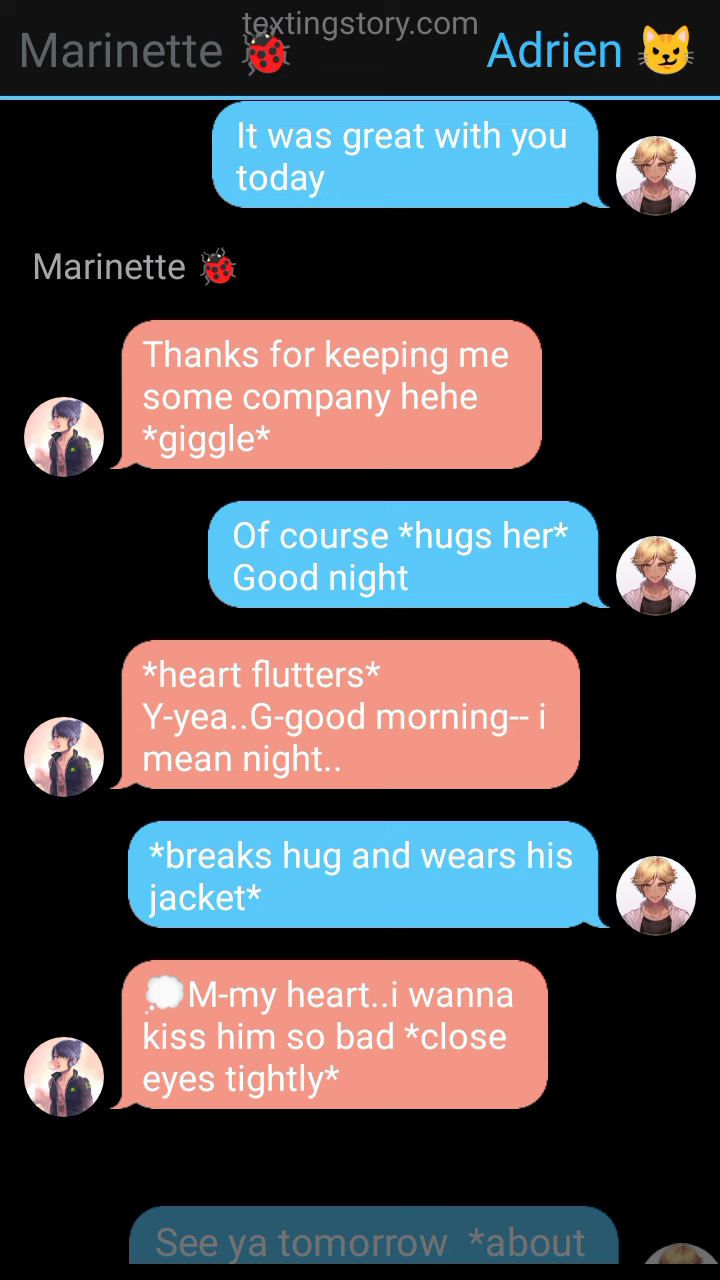 textingstory.com
Marinette 🐞 Adrien 😼
It was great with you
today
Marinette 🐞
Thanks for keeping me
some company hehe
*giggle*
Of course *hugs her*
Good night
*heart flutters*
Y-yea..G-good morning-- i
mean night..
*breaks hug and wears his
jacket*
💭M-my heart..i wanna
kiss him so bad *close
eyes tightly*
See ya tomorrow  *about